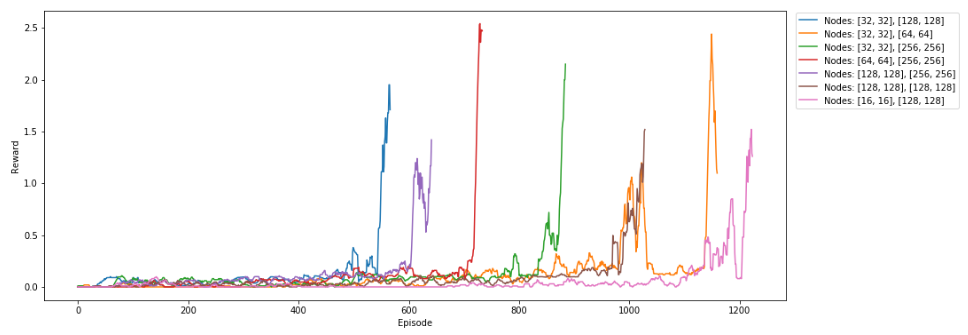 2.5
2.0
1.5
1.0
0.5
0.0
Reward
0
200
400
600
800
1000
1200
Episode
Nodes: [32, 32], [128, 128]
Nodes: [32, 32], [64, 64]
Nodes: [32, 32], [256, 256]
Nodes: [64, 64], [256, 256]
Nodes: [128, 128], [256, 256]
Nodes: [128, 128], [128, 128]
Nodes: [16, 16], [128, 128]